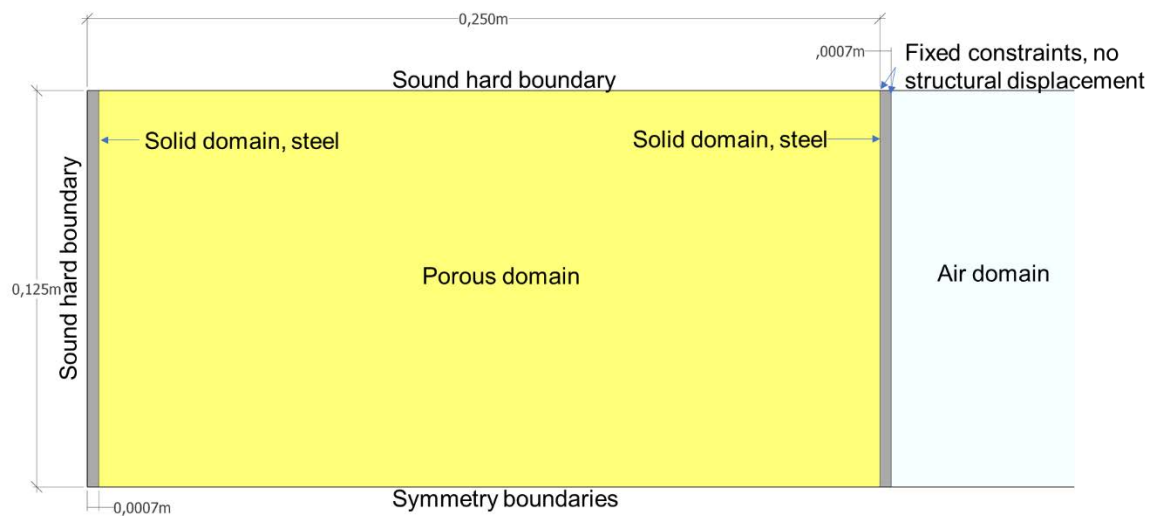 0,250m
,0007m
Fixed constraints, no
structural displacement
Sound hard boundary
Solid domain, steel
Solid domain, steel
Sound hard boundary
0,125m
Porous domain
Air domain
Symmetry boundaries
0,0007m